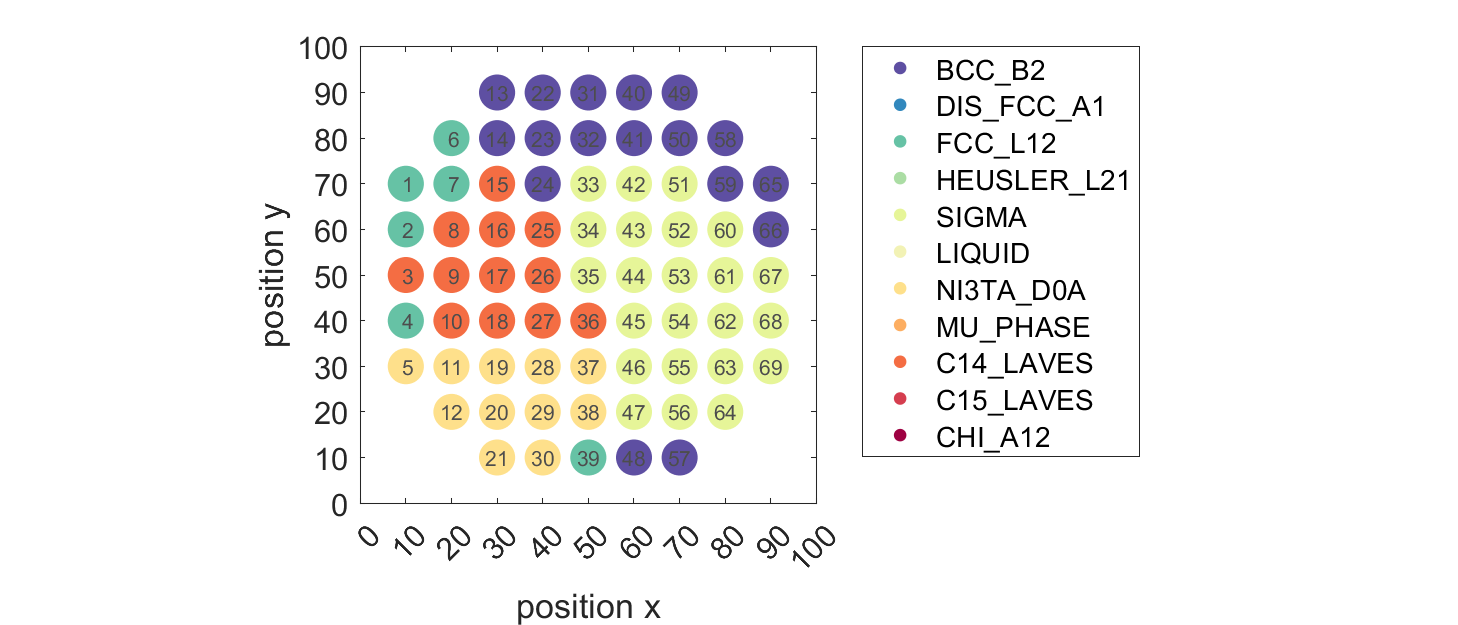 100
90
80
70
60
50
40
30
20
10
0
position y
13 22 31 40 49
6 14 23 32 41 50 58
1 7 15 24 33 42 51 59 65
2 8 16 25 34 43 52 60 66
3 9 17 26 35 44 53 61 67
4 10 18 27 36 45 54 62 68
5 11 19 28 37 46 55 63 69
12 20 29 38 47 56 64
21 30 39 48 57
0 10 20 30 40 50 60 70 80 90 100
position x
BCC_B2
DIS_FCC_A1
FCC_L12
HEUSLER_L21
SIGMA
LIQUID
NI3TA_D0A
MU_PHASE
C14_LAVES
C15_LAVES
CHI_A12